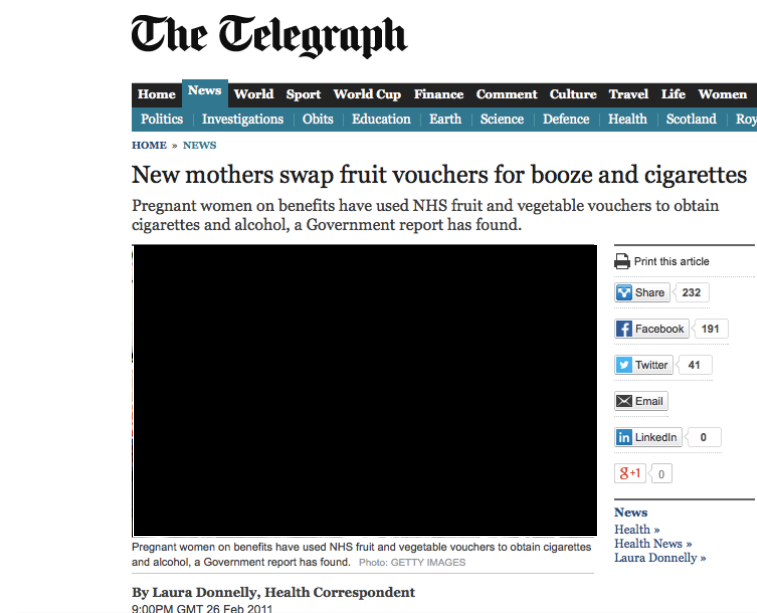 The Telegraph
Home News World Sport World Cup Finance Comment Culture Travel Life Women
Politics Investigations Obits Education Earth Science Defence Health Scotland Roy
HOME » NEWS
New mothers swap fruit vouchers for booze and cigarettes
Pregnant women on benefits have used NHS fruit and vegetable vouchers to obtain
cigarettes and alcohol, a Government report has found.
Print this article
Share 232
Facebook 191
Twitter 41
Email
LinkedIn 0
g+1 0
News
Health »
Health News »
Laura Donnelly »
Pregnant women on benefits have used NHS fruit and vegetable vouchers to obtain cigarettes
and alcohol, a Government report has found. Photo: GETTY IMAGES
By Laura Donnelly, Health Correspondent
9:00PM GMT 26 Feb 2011